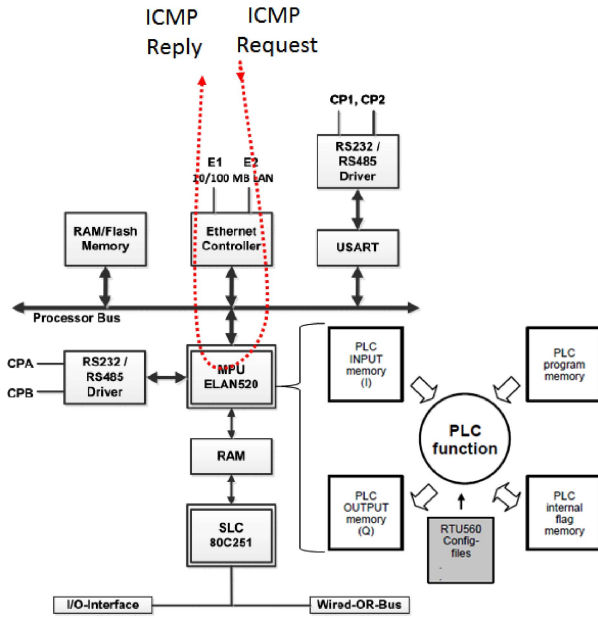 ICMP
Reply
ICMP
Request
CP1, CP2
RS232 /
RS485
Driver
E1
E2
10/100 MB LAN
RAM/Flash
Memory
Ethernet
Controller
USART
Processor Bus
CPA
CPB
RS232 /
RS485
Driver
MPU
ELAN520
RAM
SLC
80C251
I/O-Interface
Wired-OR-Bus
PLC
INPUT
memory
(I)
PLC
program
memory
PLC
function
PLC
OUTPUT
memory
(Q)
RTU560
Config-
files
.
.
PLC
internal
flag memory